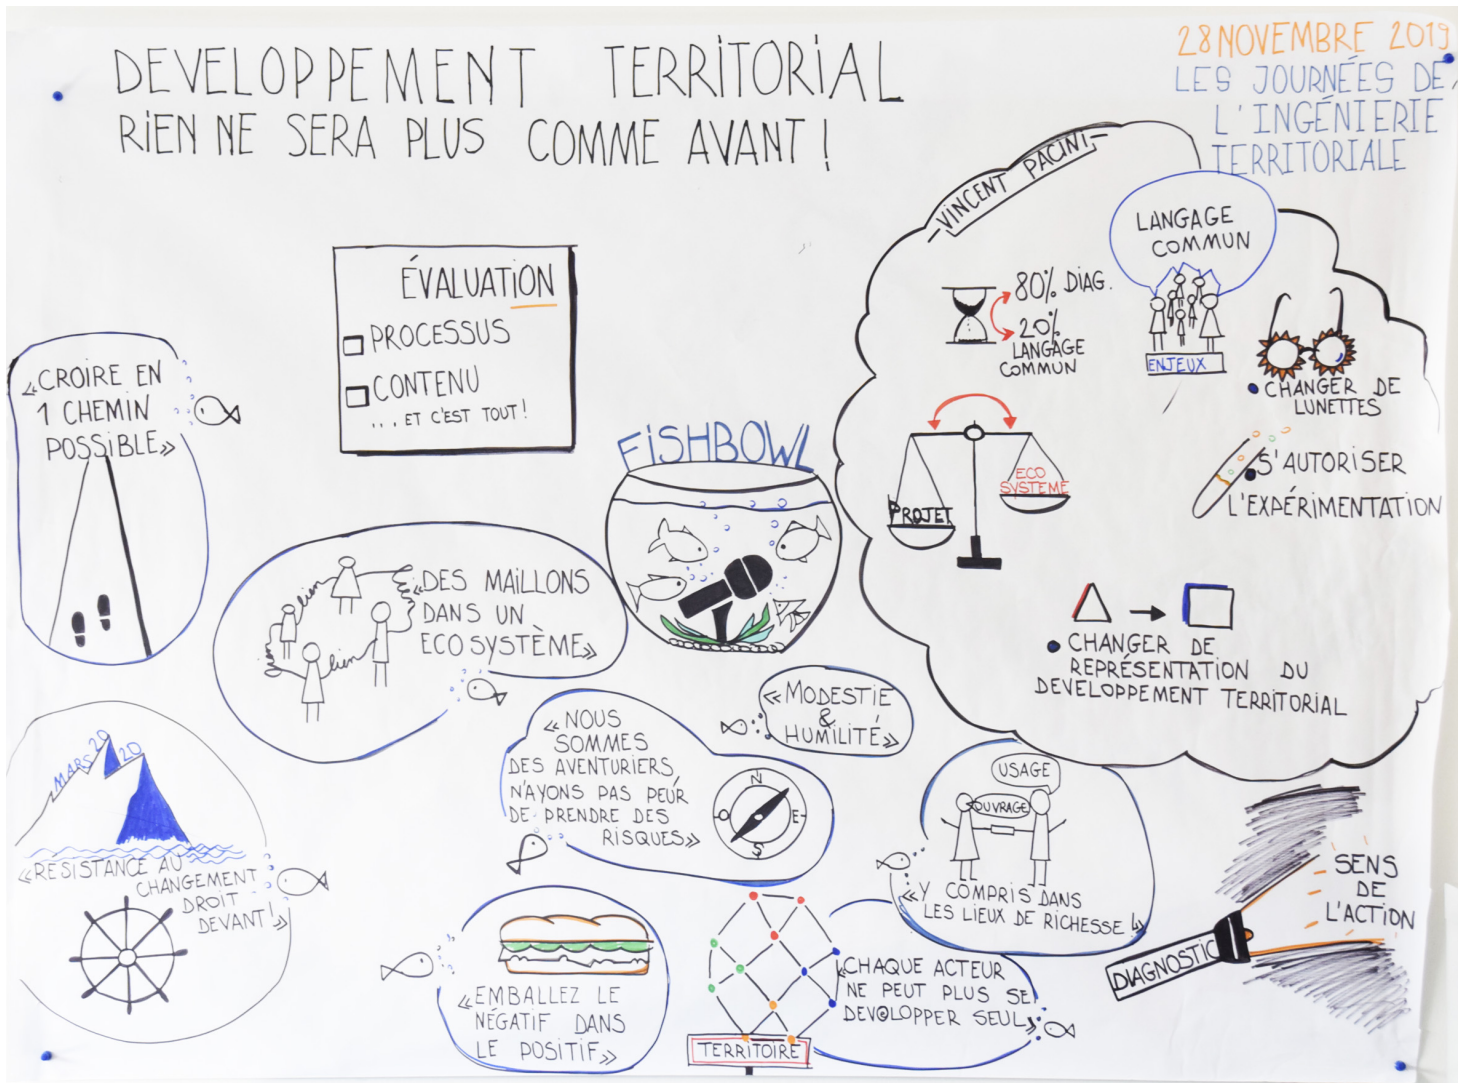 DEVELOPPEMENT TERRITORIAL
RIEN NE SERA PLUS COMME AVANT !
28 NOVEMBRE 2019
LES JOURNÉES DE
L'INGÉNIERIE
TERRITORIALE
VINCENT PACINI
LANGAGE
COMMUN
ENJEUX
80% DIAG.
20%
LANGAGE
COMMUN
CHANGER DE
LUNETTES
S'AUTORISER
L'EXPÉRIMENTATION
PROJET
ECO
SYSTEME
CHANGER DE
REPRÉSENTATION DU
DEVELOPPEMENT TERRITORIAL
ÉVALUATION
PROCESSUS
CONTENU
... ET C'EST TOUT !
«CROIRE EN
1 CHEMIN
POSSIBLE»
FISHBOWL
lien
lien
lien
«DES MAILLONS
DANS UN
ECO SYSTÈME»
«MODESTIE
&
HUMILITÉ»
«NOUS
SOMMES
DES AVENTURIERS,
N'AYONS PAS PEUR
DE PRENDRE DES
RISQUES»
N
O
E
S
MARS 2020
«RÉSISTANCE AU
CHANGEMENT
DROIT
DEVANT!»
USAGE
OUVRAGE
«Y COMPRIS DANS
LES LIEUX DE RICHESSE»
«EMBALLEZ LE
NÉGATIF DANS
LE POSITIF»
TERRITOIRE
«CHAQUE ACTEUR
NE PEUT PLUS SE
DEVELOPPER SEUL»
DIAGNOSTIC
SENS
DE
L'ACTION